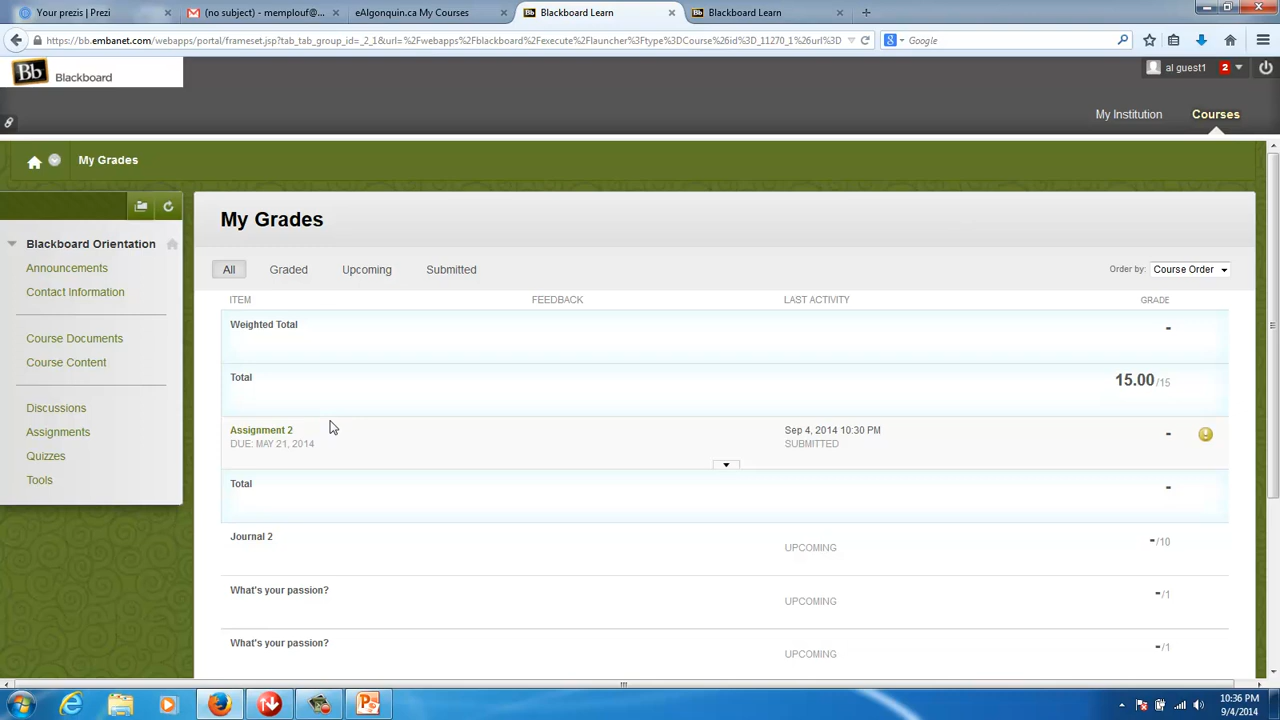 Your prezis | Prezi
(no subject) - memplouf@...
eAlgonquin.ca My Courses
Blackboard Learn
Blackboard Learn
https://bb.embanet.com/webapps/portal/frameset.jsp?tab_tab_group_id=_2_1&url=%2Fwebapps%2Fblackboard%2Fexecute%2Flauncher%3Ftype%3DCourse%26id%3D_11270_1%26url%3D
Google
Bb Blackboard
al guest1 2
My Institution
Courses
My Grades
Blackboard Orientation
Announcements
Contact Information
Course Documents
Course Content
Discussions
Assignments
Quizzes
Tools
My Grades
All Graded Upcoming Submitted
Order by: Course Order
ITEM FEEDBACK LAST ACTIVITY GRADE
Weighted Total -
Total 15.00/15
Assignment 2 Sep 4, 2014 10:30 PM -
DUE: MAY 21, 2014 SUBMITTED
Total -
Journal 2 -/10
UPCOMING
What's your passion? -/1
UPCOMING
What's your passion? -/1
UPCOMING
10:36 PM
9/4/2014